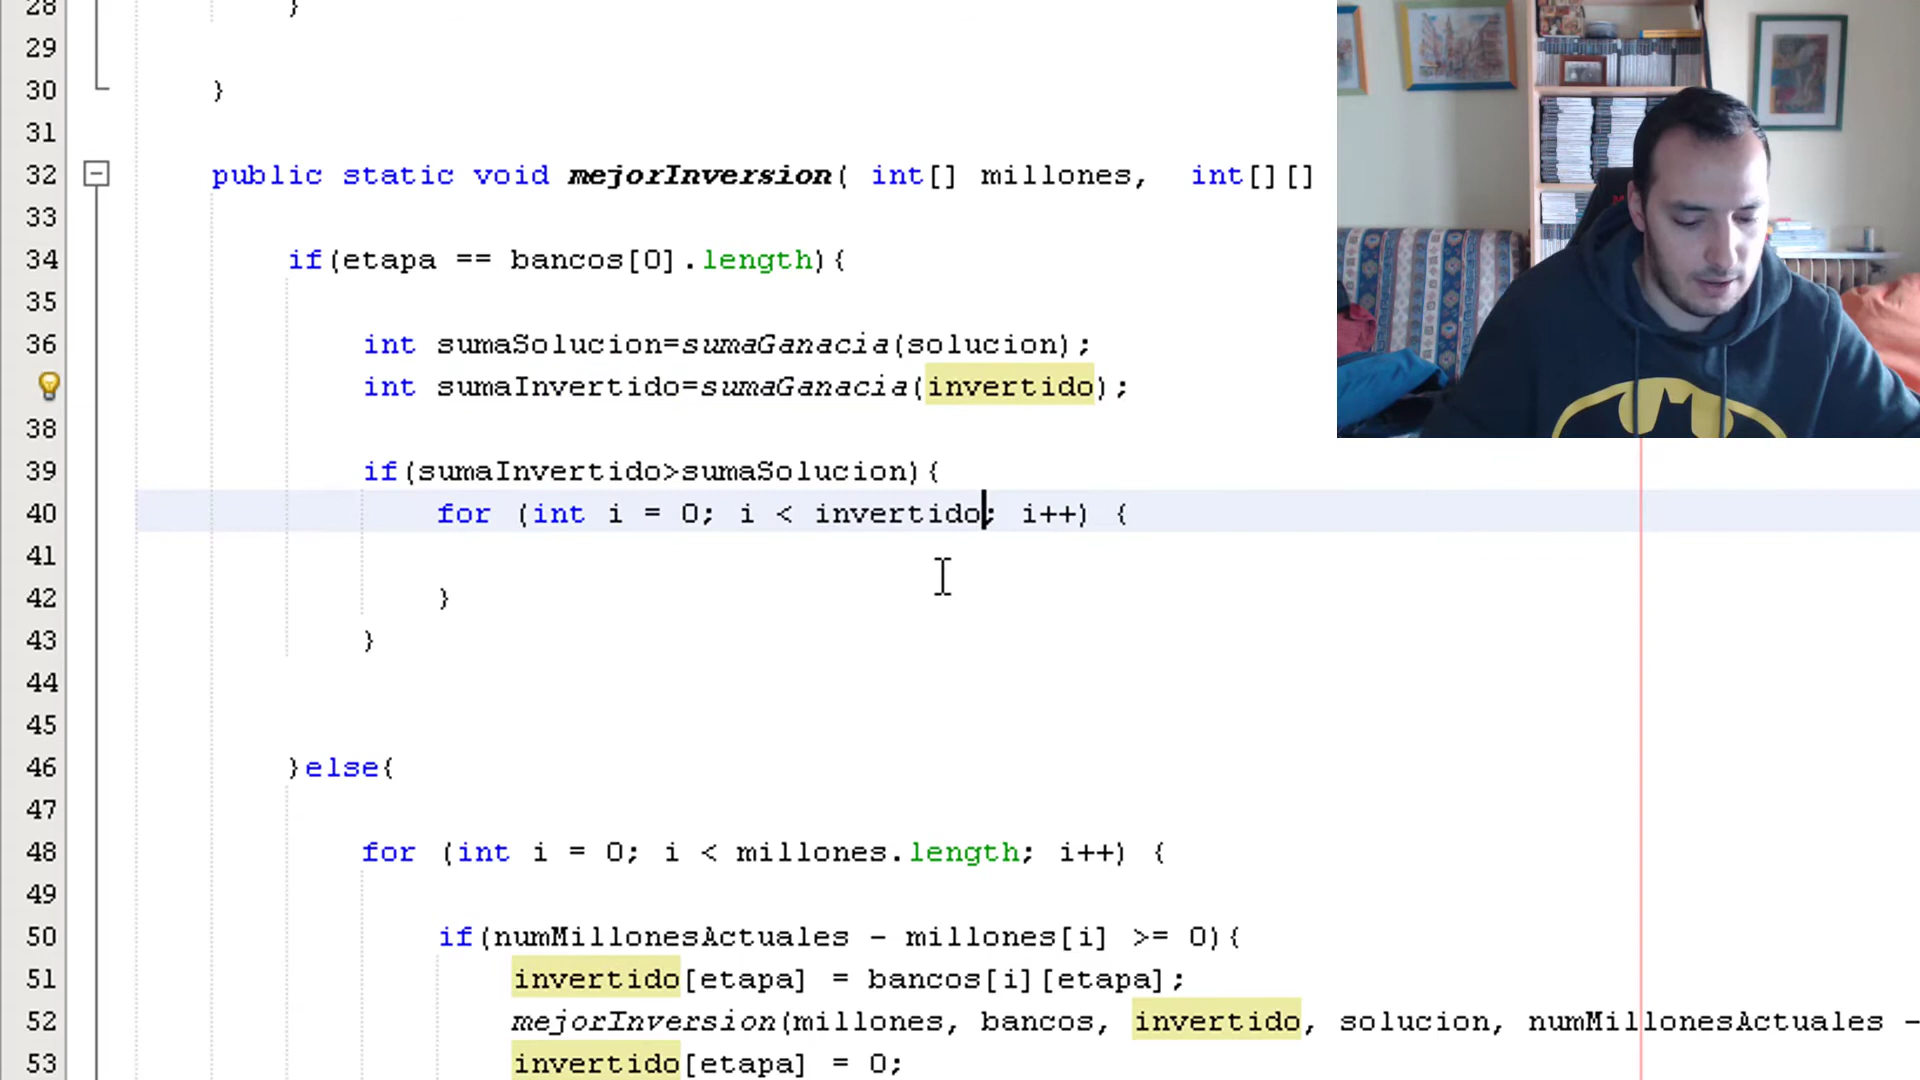 28 }
29
30 }
31
32 public static void mejorInversion( int[] millones,  int[][]
33
34 if(etapa == bancos[0].length){
35
36 int sumaSolucion=sumaGanacia(solucion);
int sumaInvertido=sumaGanacia(invertido);
38
39 if(sumaInvertido>sumaSolucion){
40 for (int i = 0; i < invertido; i++) {
41
42 }
43 }
44
45
46 }else{
47
48 for (int i = 0; i < millones.length; i++) {
49
50 if(numMillonesActuales - millones[i] >= 0){
51 invertido[etapa] = bancos[i][etapa];
52 mejorInversion(millones, bancos, invertido, solucion, numMillonesActuales -
53 invertido[etapa] = 0;